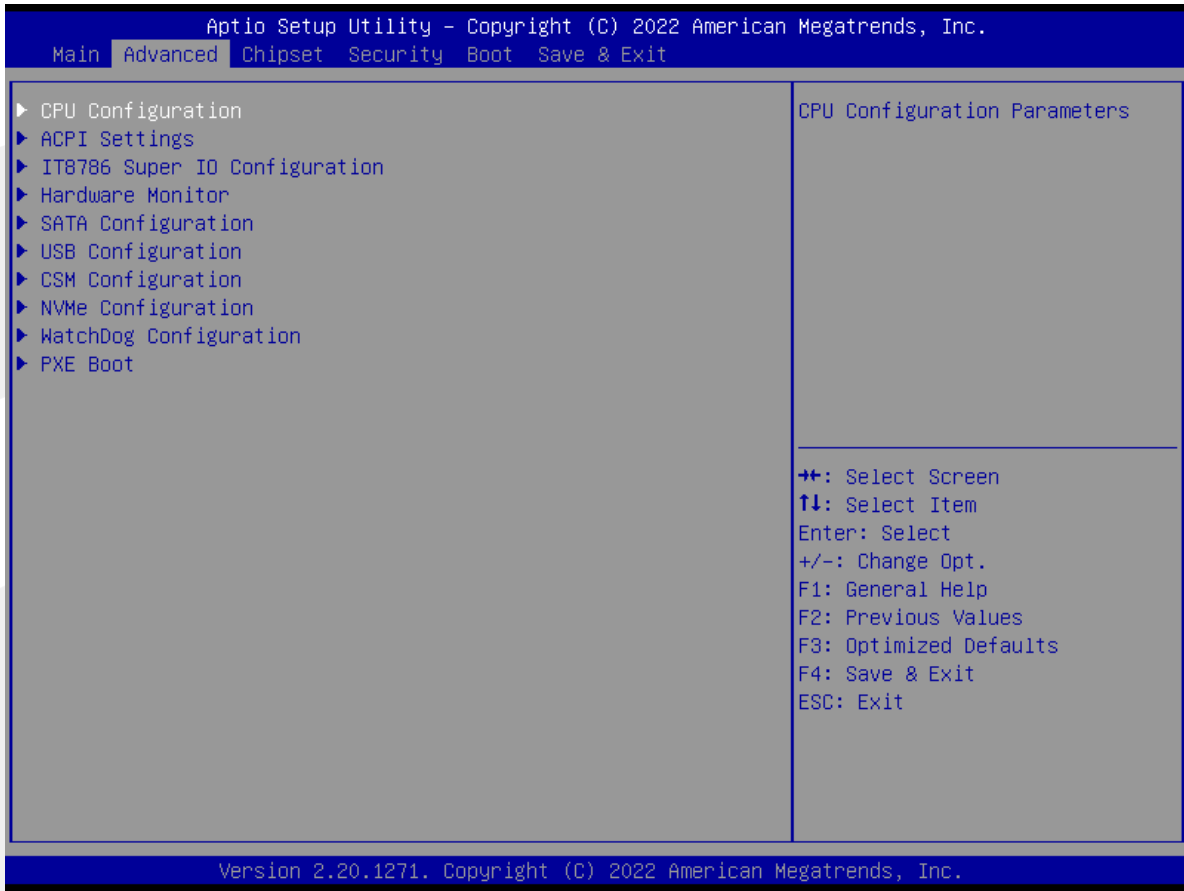 Aptio Setup Utility – Copyright (C) 2022 American Megatrends, Inc.
Main Advanced Chipset Security Boot Save & Exit
▶ CPU Configuration
▶ ACPI Settings
▶ IT8786 Super IO Configuration
▶ Hardware Monitor
▶ SATA Configuration
▶ USB Configuration
▶ CSM Configuration
▶ NVMe Configuration
▶ WatchDog Configuration
▶ PXE Boot
CPU Configuration Parameters
→←: Select Screen
↑↓: Select Item
Enter: Select
+/-: Change Opt.
F1: General Help
F2: Previous Values
F3: Optimized Defaults
F4: Save & Exit
ESC: Exit
Version 2.20.1271. Copyright (C) 2022 American Megatrends, Inc.